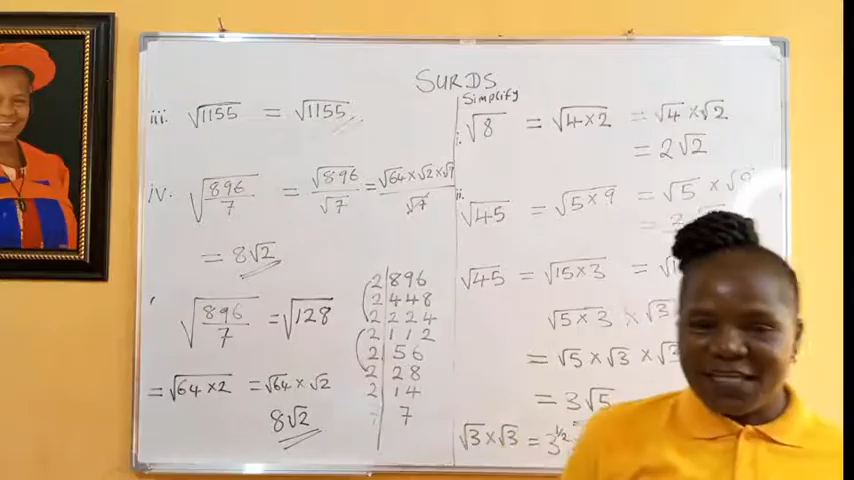 SURDS
iii. √1155 = √1155.
iv. √(896/7) = √896/√7 = √64×√2×√7/√7
= 8√2
√(896/7) = √128
= √64×2 = √64 × √2
8√2
2 896
2 448
2 224
2 112
2 56
2 28
2 14
7
Simplify
i. √8 = √4×2 = √4 × √2
= 2√2
ii. √45 = √5×9 = √5 × √9
√45 = √15×3 =
√5×3 × √3
= √5×√3×
= 3√5
√3×√3 = 3^½